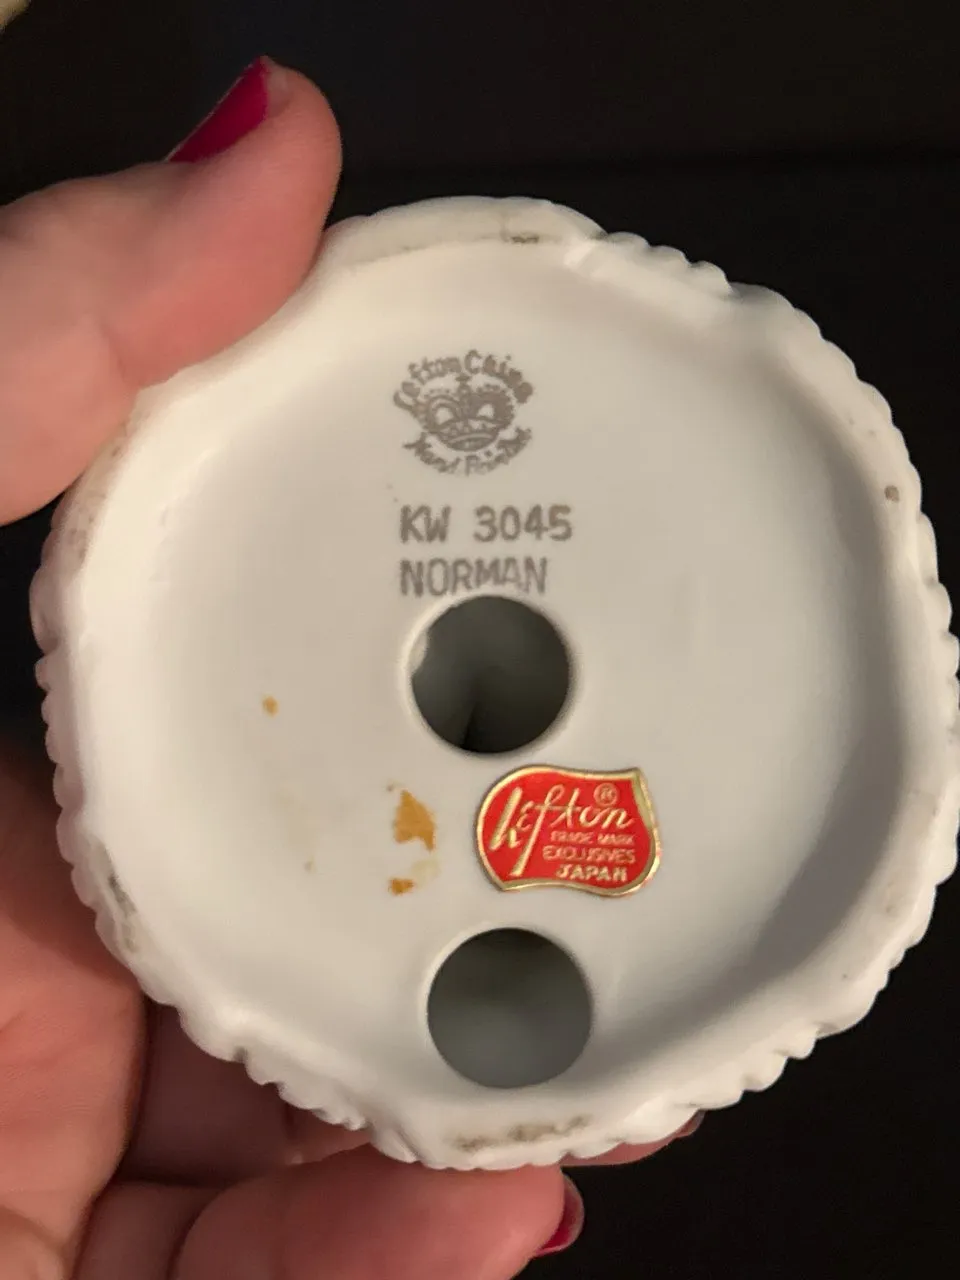 Lefton China
Hand Painted
KW 3045
NORMAN
Lefton ®
TRADE MARK
EXCLUSIVES
JAPAN